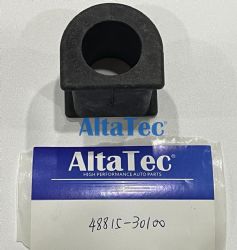 AltaTec
AltaTec
HIGH PERFORMANCE AUTO PARTS
48815-30100